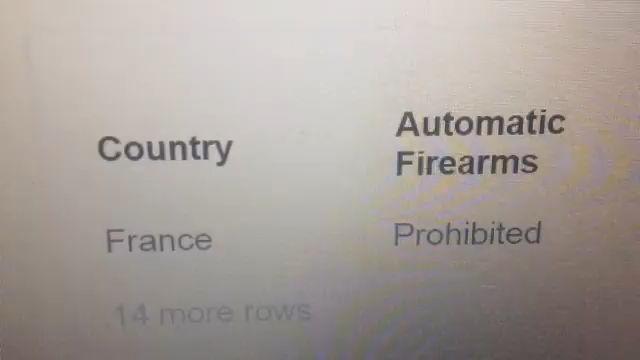 Country
Automatic
Firearms
France
Prohibited
14 more rows